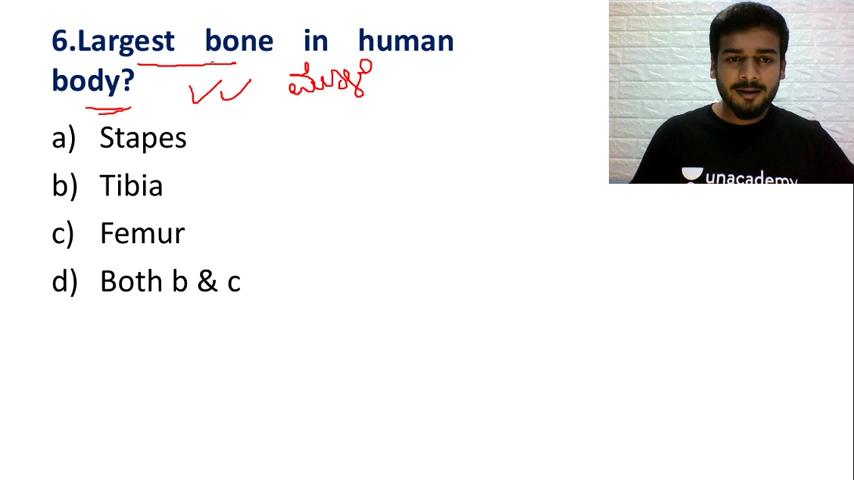 6.Largest bone in human
body?
a) Stapes
b) Tibia
c) Femur
d) Both b & c
unacademy